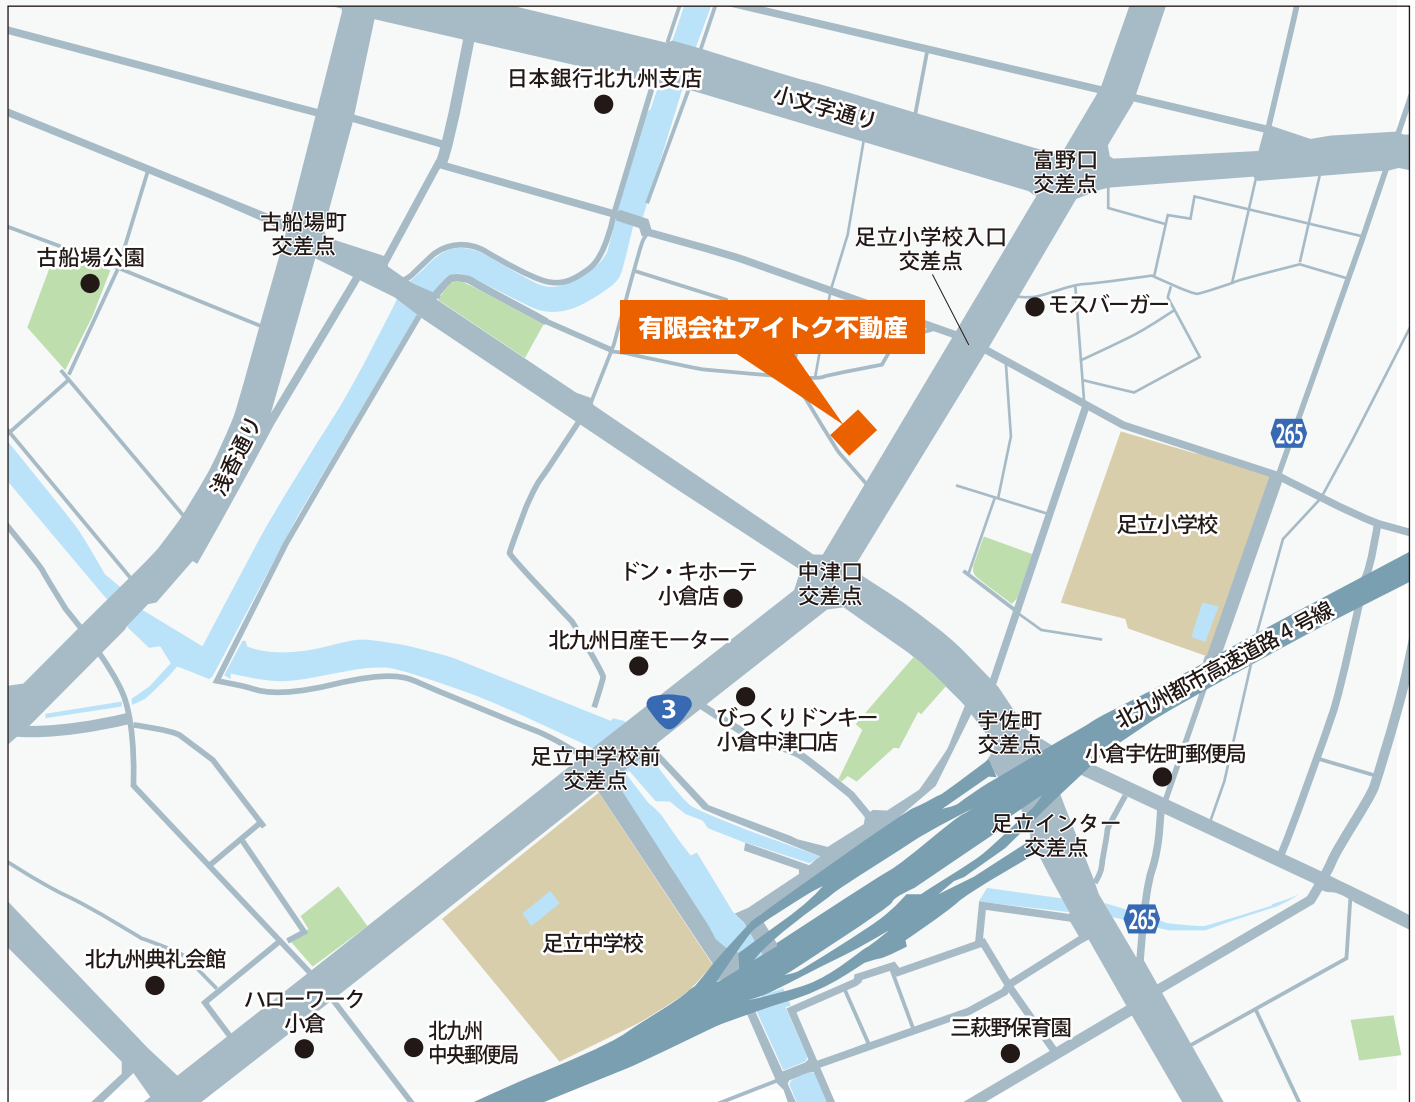 日本銀行北九州支店
小文字通り
富野口
交差点
古船場町
交差点
足立小学校入口
交差点
古船場公園
モスバーガー
有限会社アイトク不動産
浅香通り
265
足立小学校
ドン・キホーテ
小倉店
中津口
交差点
北九州都市高速道路4号線
北九州日産モーター
3
びっくりドンキー
小倉中津口店
宇佐町
交差点
足立中学校前
交差点
小倉宇佐町郵便局
足立インター
交差点
265
足立中学校
北九州典礼会館
ハローワーク
小倉
北九州
中央郵便局
三萩野保育園